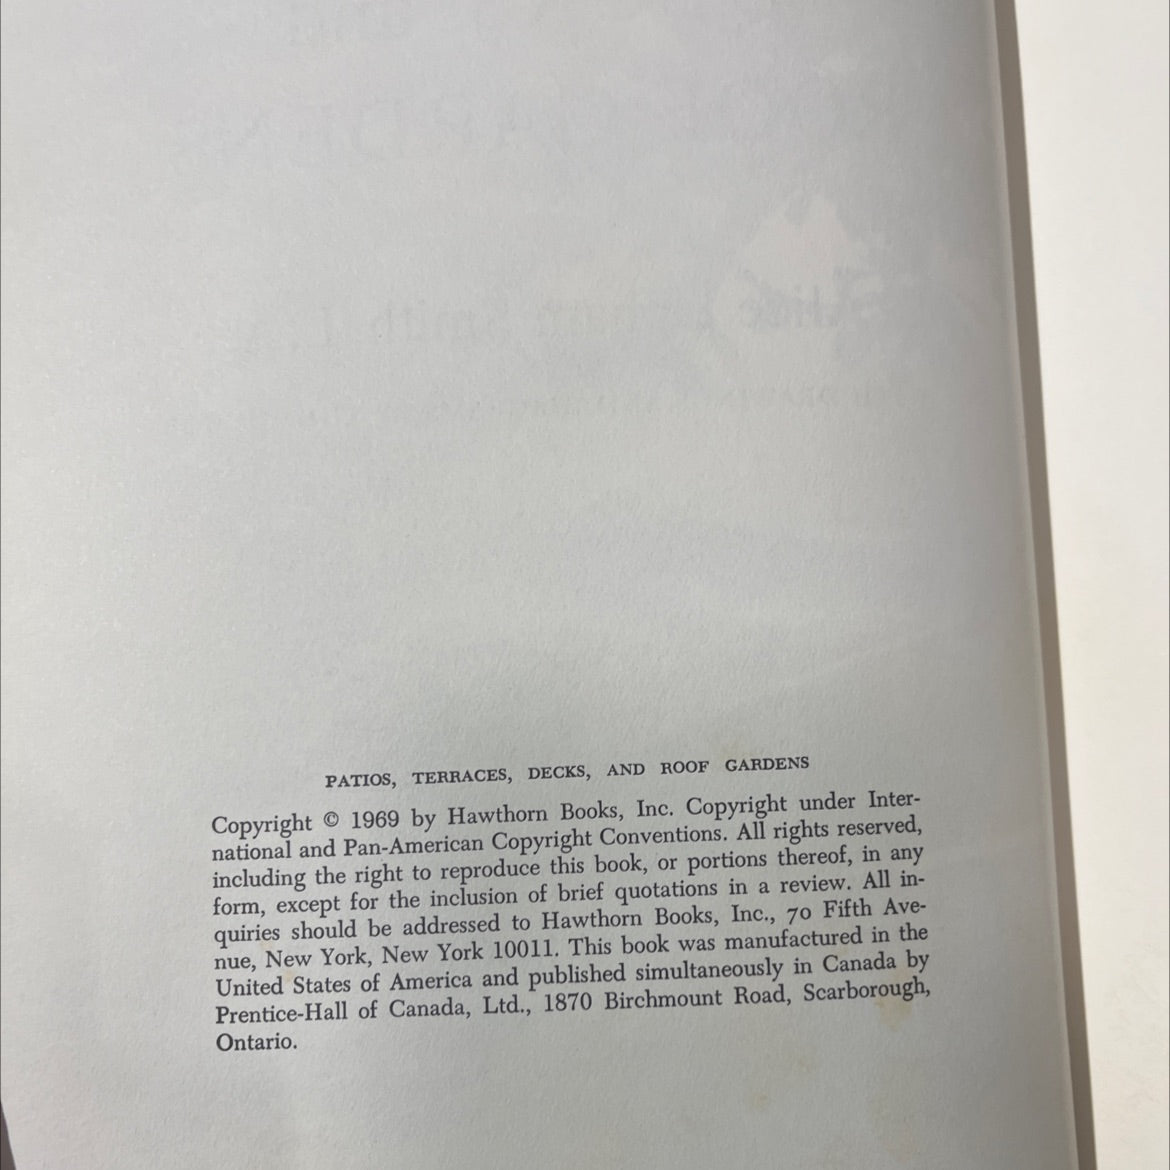 PATIOS, TERRACES, DECKS, AND ROOF GARDENS
Copyright © 1969 by Hawthorn Books, Inc. Copyright under Inter-
national and Pan-American Copyright Conventions. All rights reserved,
including the right to reproduce this book, or portions thereof, in any
form, except for the inclusion of brief quotations in a review. All in-
quiries should be addressed to Hawthorn Books, Inc., 70 Fifth Ave-
nue, New York, New York 10011. This book was manufactured in the
United States of America and published simultaneously in Canada by
Prentice-Hall of Canada, Ltd., 1870 Birchmount Road, Scarborough,
Ontario.